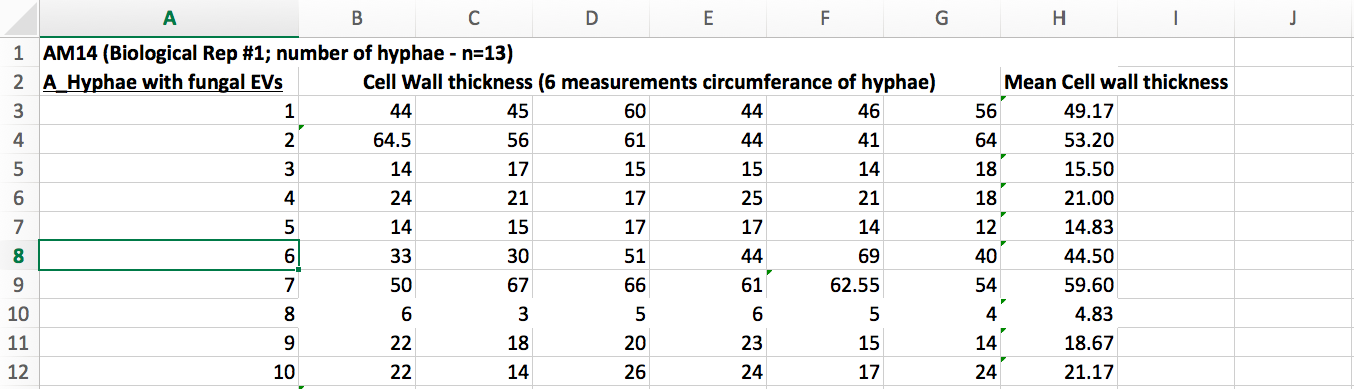 A B C D E F G H I J
1 AM14 (Biological Rep #1; number of hyphae - n=13)
2 A_Hyphae with fungal EVs Cell Wall thickness (6 measurements circumferance of hyphae) Mean Cell wall thickness
3 1 44 45 60 44 46 56 49.17
4 2 64.5 56 61 44 41 64 53.20
5 3 14 17 15 15 14 18 15.50
6 4 24 21 17 25 21 18 21.00
7 5 14 15 17 17 14 12 14.83
8 6 33 30 51 44 69 40 44.50
9 7 50 67 66 61 62.55 54 59.60
10 8 6 3 5 6 5 4 4.83
11 9 22 18 20 23 15 14 18.67
12 10 22 14 26 24 17 24 21.17